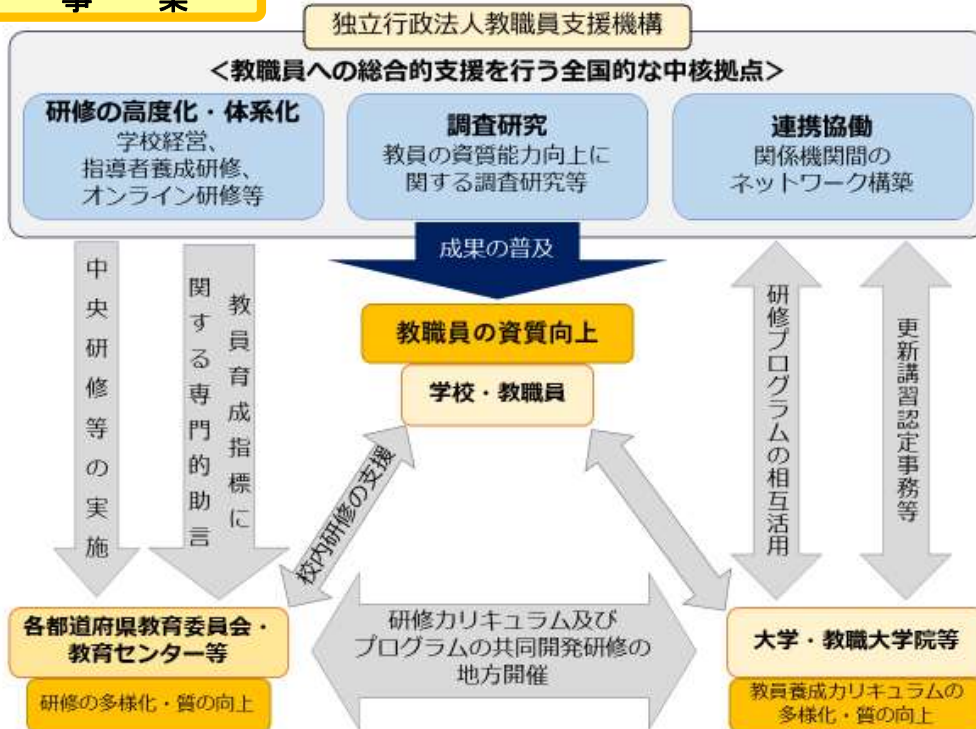 事 業
独立行政法人教職員支援機構
＜教職員への総合的支援を行う全国的な中核拠点＞
研修の高度化・体系化
学校経営、
指導者養成研修、
オンライン研修等
調査研究
教員の資質能力向上に
関する調査研究等
連携協働
関係機関間の
ネットワーク構築
成果の普及
中央研修等の実施
教員育成指標に
関する専門的助言
教職員の資質向上
学校・教職員
研修プログラムの相互活用
更新講習認定事務等
校内研修の支援
各都道府県教育委員会・
教育センター等
研修の多様化・質の向上
研修カリキュラム及び
プログラムの共同開発研修の
地方開催
大学・教職大学院等
教員養成カリキュラムの
多様化・質の向上